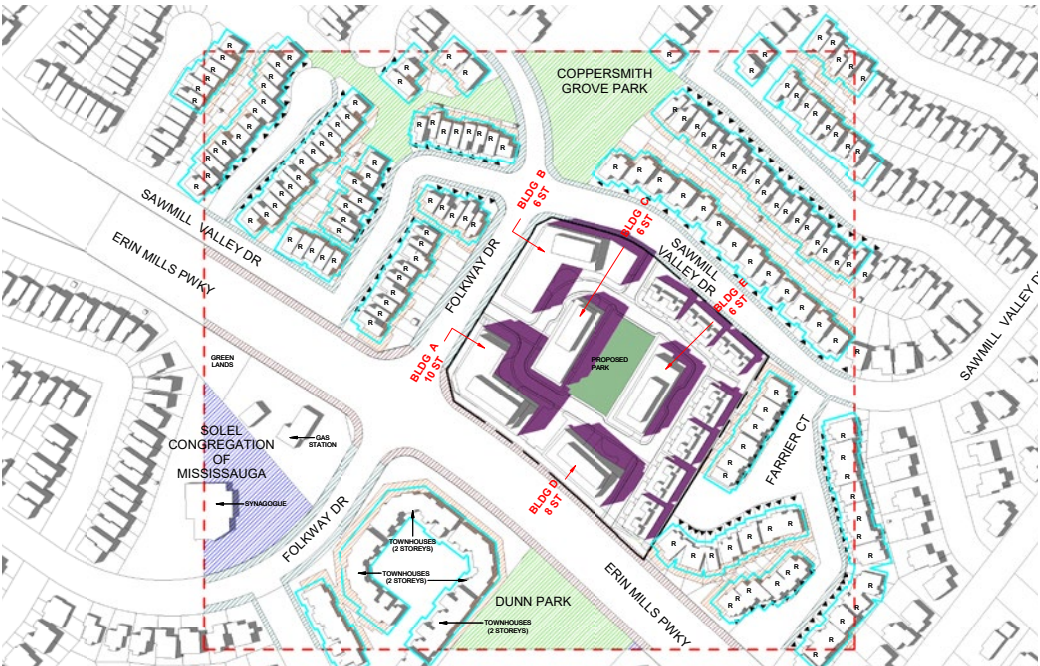 COPPERSMITH
GROVE PARK
BLDG B
6 ST
BLDG C
6 ST
SAWMILL VALLEY DR
SAWMILL
VALLEY DR
ERIN MILLS PWKY
FOLKWAY DR
BLDG E
6 ST
SAWMILL VALLEY DR
BLDG A
10 ST
PROPOSED
PARK
GREEN
LANDS
SOLEL
CONGREGATION
OF
MISSISSAUGA
GAS
STATION
SYNAGOGUE
FARRIER CT
BLDG D
8 ST
FOLKWAY DR
TOWNHOUSES
(2 STOREYS)
TOWNHOUSES
(2 STOREYS)
DUNN PARK
TOWNHOUSES
(2 STOREYS)
ERIN MILLS PWKY